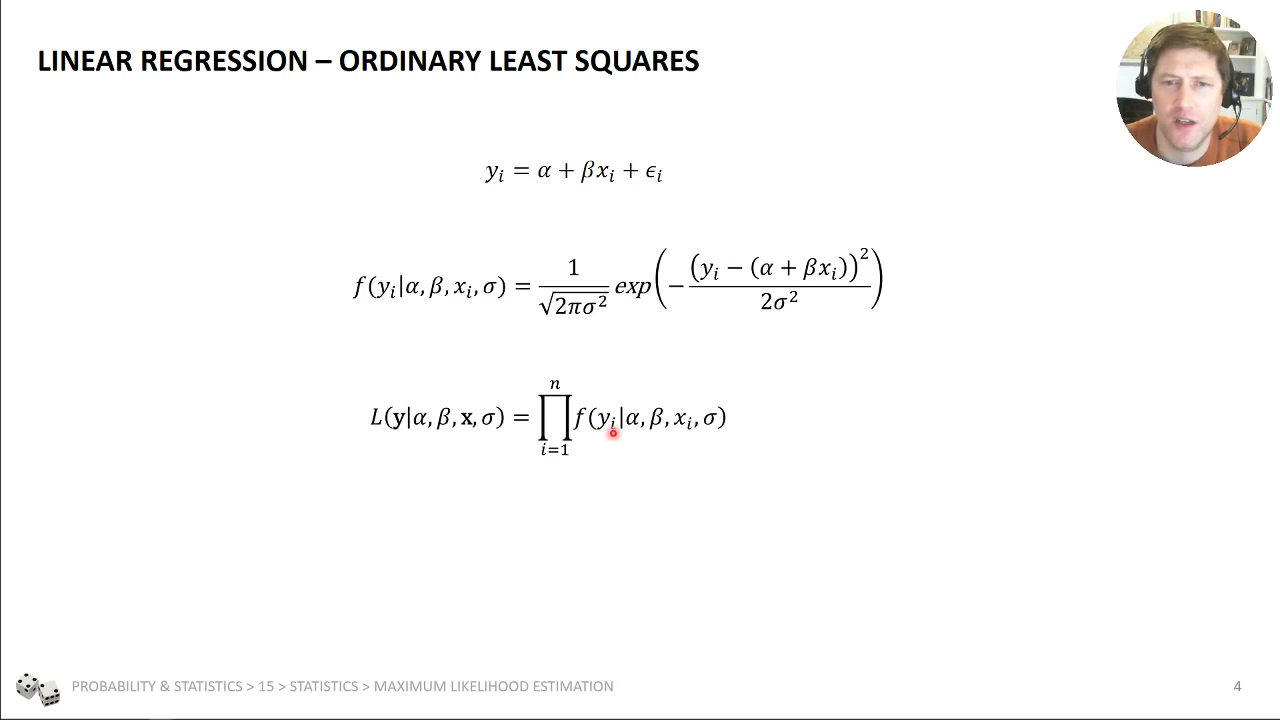 LINEAR REGRESSION – ORDINARY LEAST SQUARES
𝑦ᵢ = 𝛼 + 𝛽𝑥ᵢ + 𝜖ᵢ
𝑓(𝑦ᵢ|𝛼, 𝛽, 𝑥ᵢ, 𝜎) = 1/√(2𝜋𝜎²) 𝑒𝑥𝑝(−(𝑦ᵢ − (𝛼 + 𝛽𝑥ᵢ))²/2𝜎²)
𝐿(𝐲|𝛼, 𝛽, 𝐱, 𝜎) = ∏ᵢ₌₁ⁿ 𝑓(𝑦ᵢ|𝛼, 𝛽, 𝑥ᵢ, 𝜎)
PROBABILITY & STATISTICS > 15 > STATISTICS > MAXIMUM LIKELIHOOD ESTIMATION 4